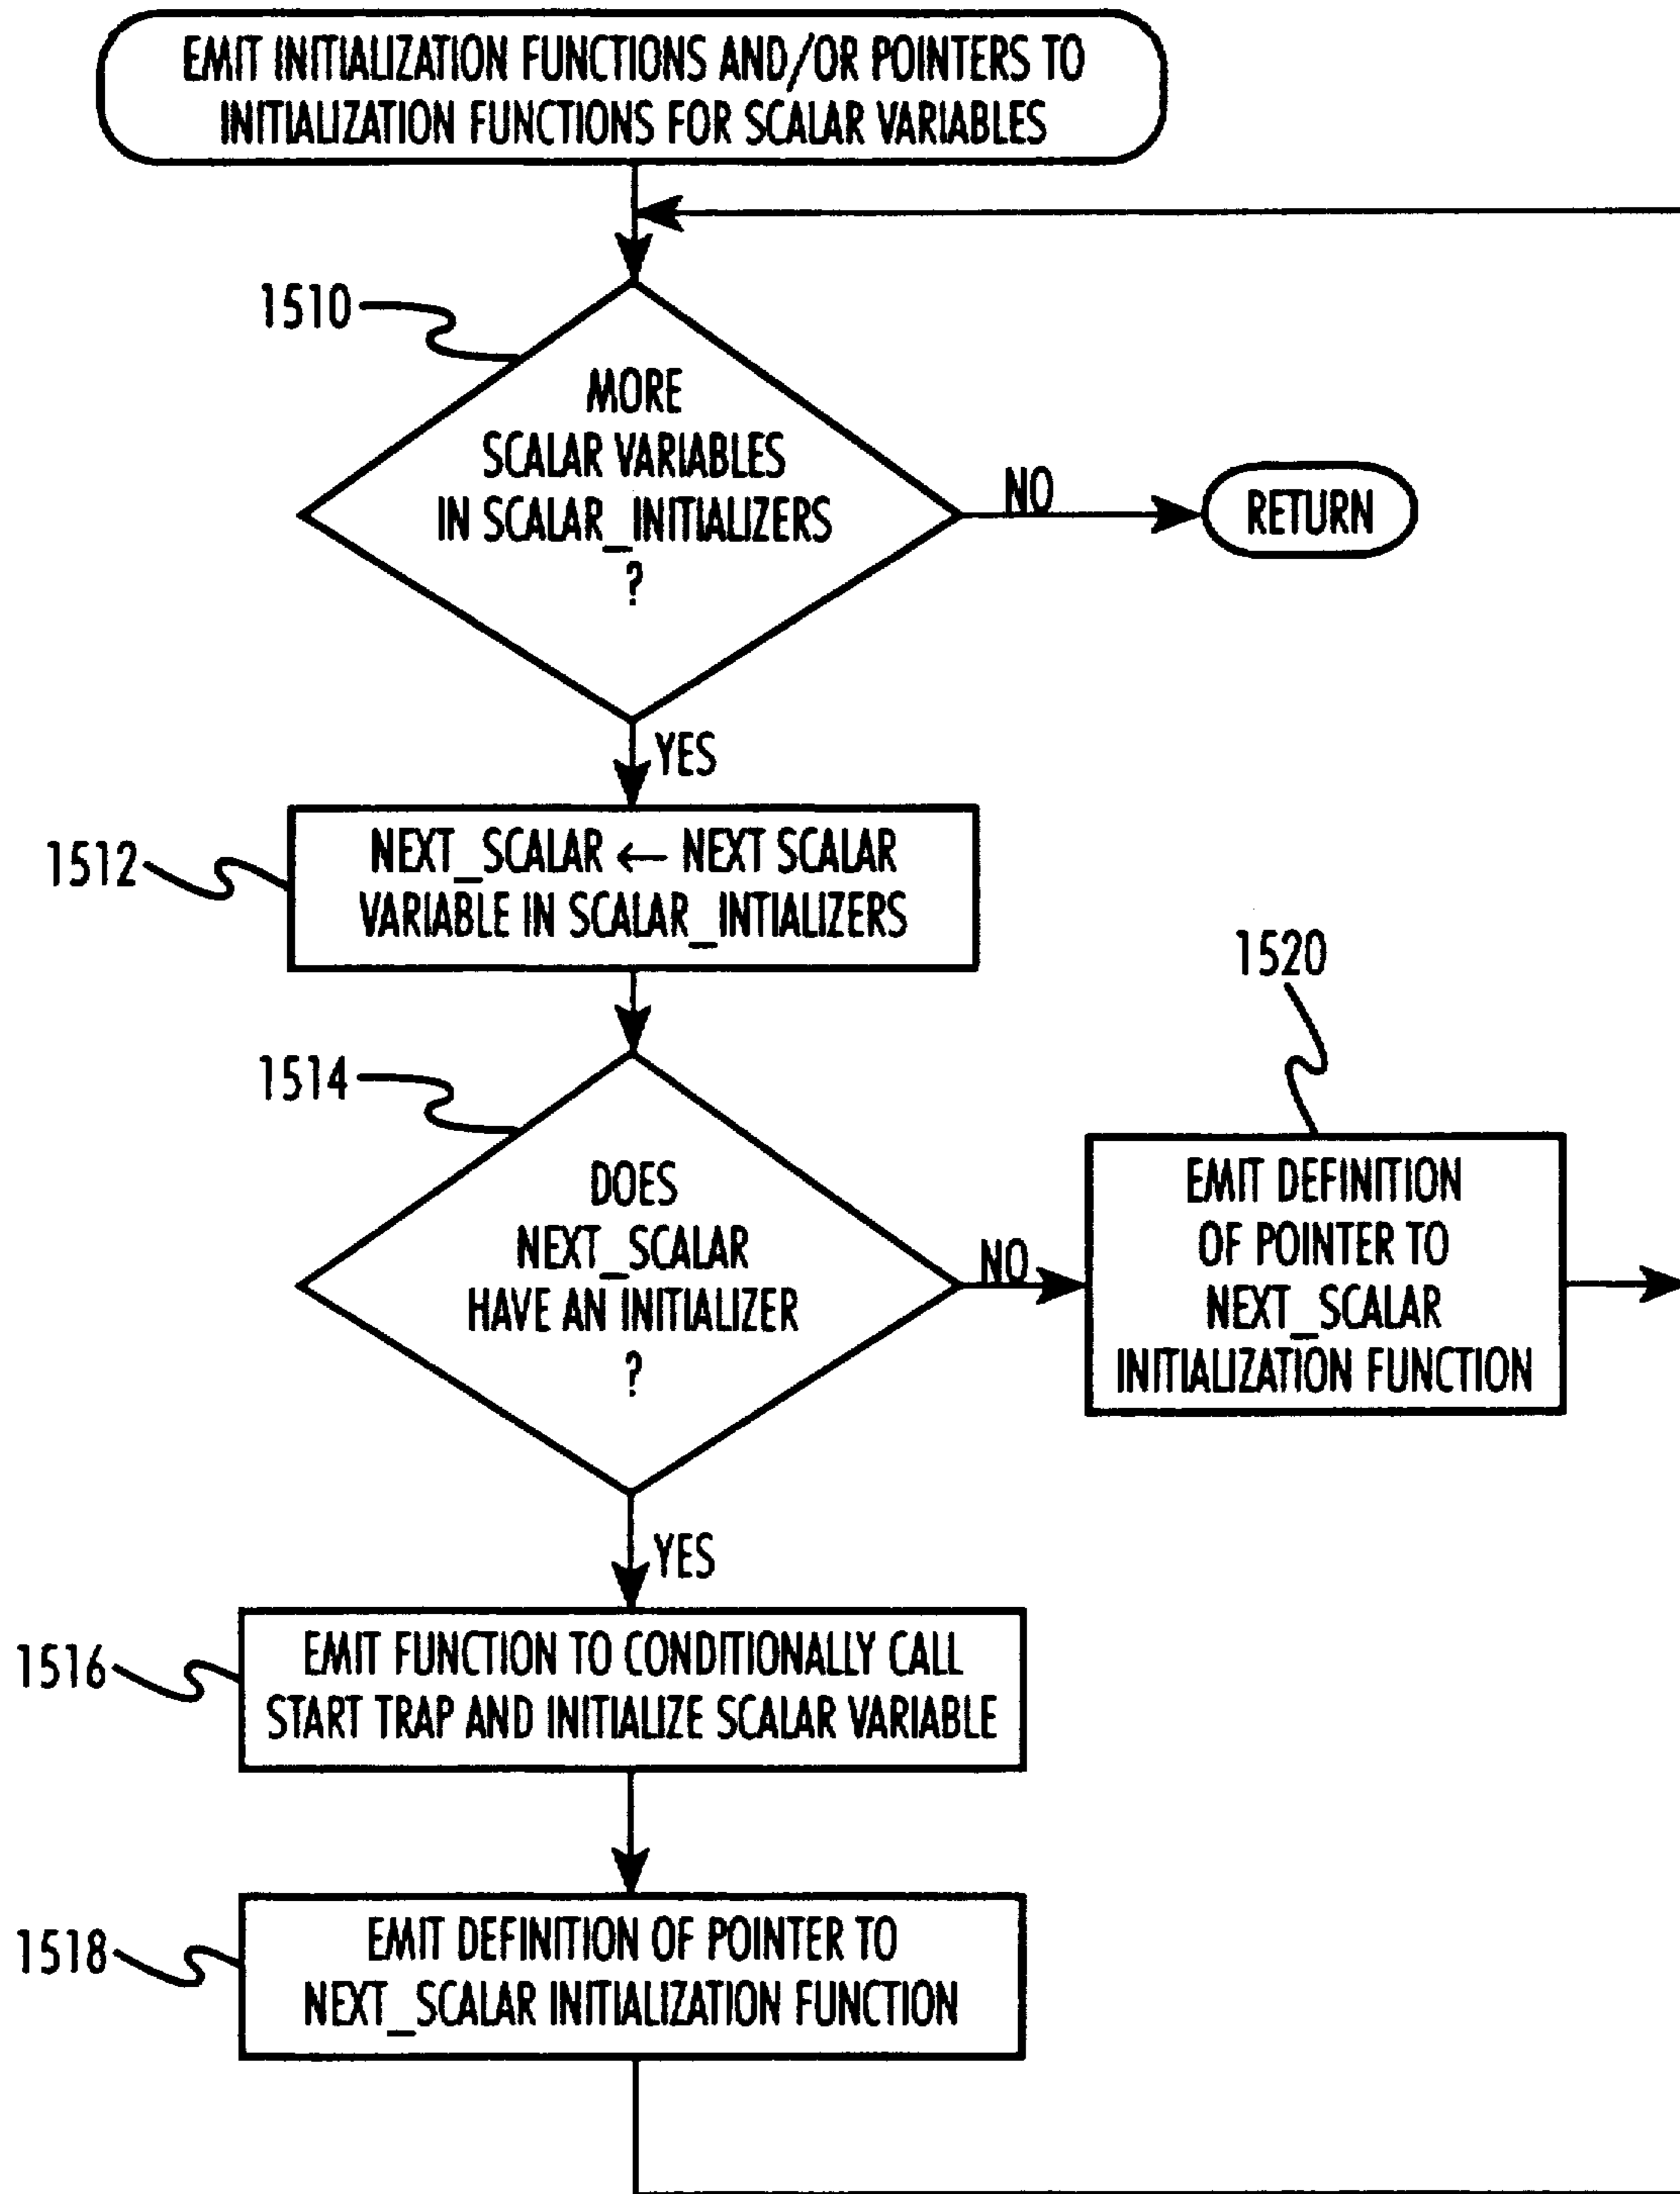 EMIT INITIALIZATION FUNCTIONS AND/OR POINTERS TO
INITIALIZATION FUNCTIONS FOR SCALAR VARIABLES
1510
MORE
SCALAR VARIABLES
IN SCALAR_INITIALIZERS
?
NO
RETURN
YES
1512
NEXT_SCALAR ← NEXT SCALAR
VARIABLE IN SCALAR_INTIALIZERS
1514
DOES
NEXT_SCALAR
HAVE AN INITIALIZER
?
NO
1520
EMIT DEFINITION
OF POINTER TO
NEXT_SCALAR
INITIALIZATION FUNCTION
YES
1516
EMIT FUNCTION TO CONDITIONALLY CALL
START TRAP AND INITIALIZE SCALAR VARIABLE
1518
EMIT DEFINITION OF POINTER TO
NEXT_SCALAR INITIALIZATION FUNCTION